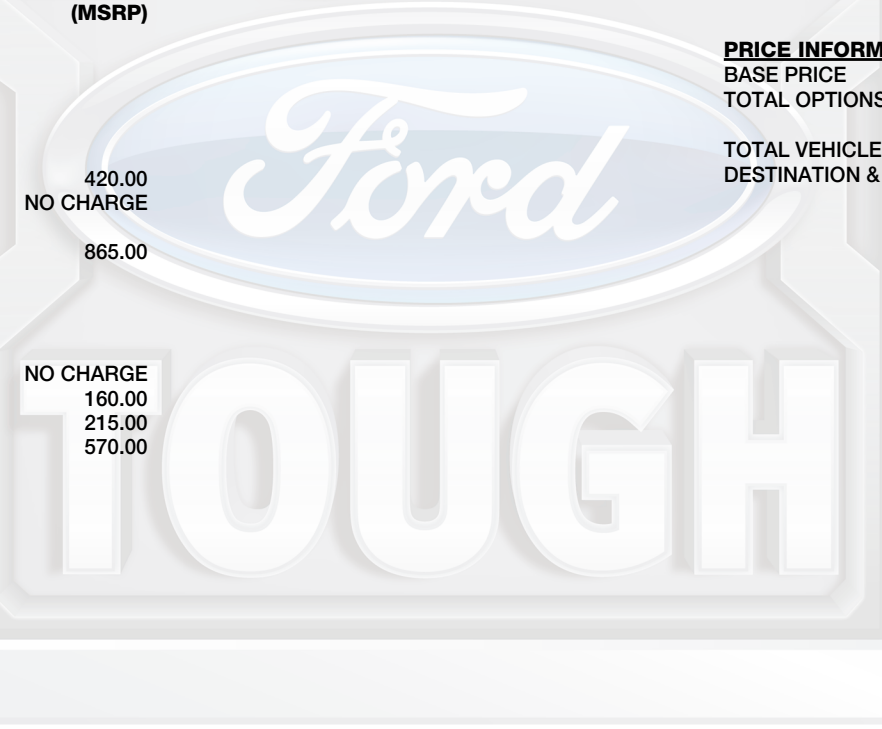 (MSRP)
420.00
NO CHARGE
865.00
NO CHARGE
160.00
215.00
570.00
PRICE INFORM
BASE PRICE
TOTAL OPTIONS
TOTAL VEHICLE
DESTINATION &
Ford
TOUGH